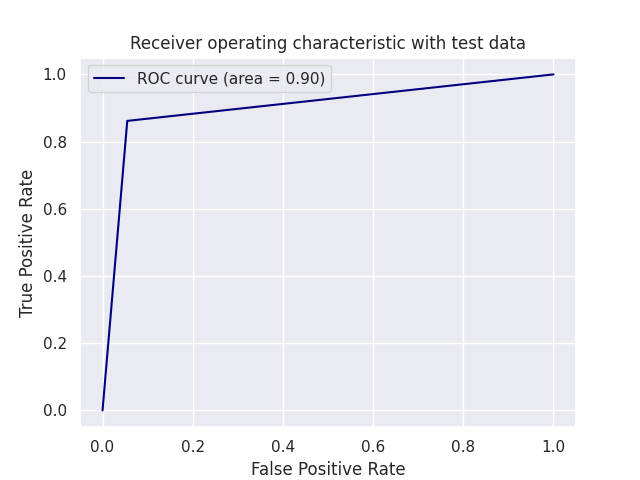 Receiver operating characteristic with test data
ROC curve (area = 0.90)
True Positive Rate
1.0
0.8
0.6
0.4
0.2
0.0
0.0 0.2 0.4 0.6 0.8 1.0
False Positive Rate